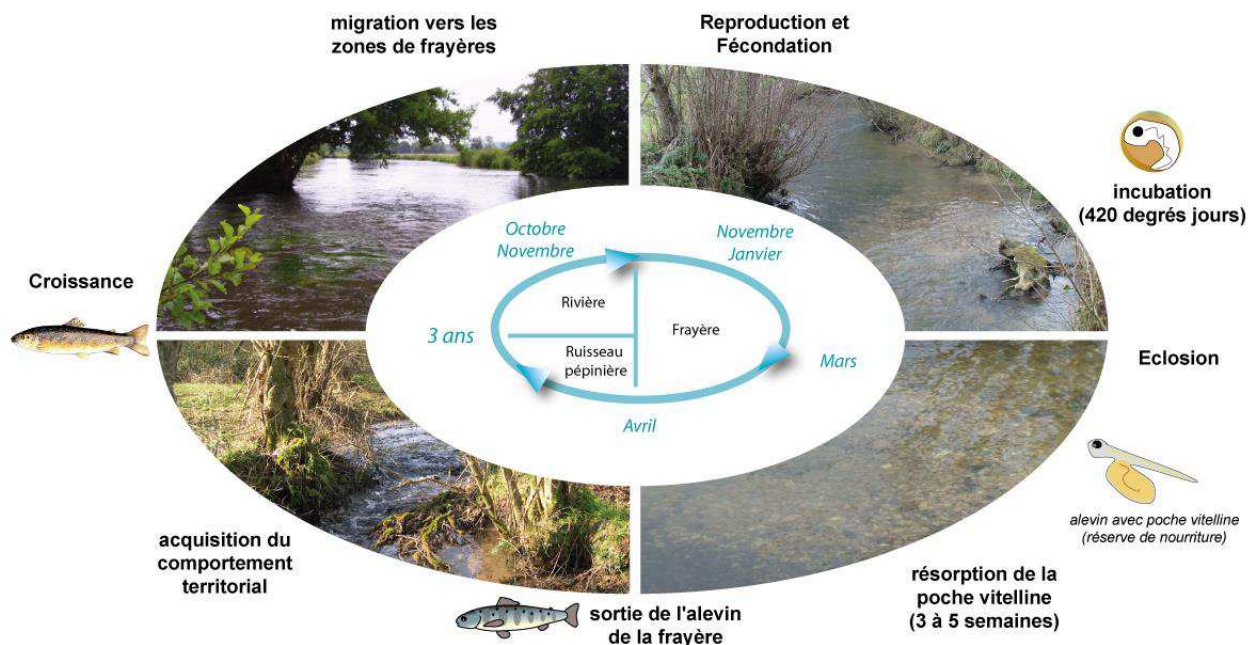 migration vers les
zones de frayères
Reproduction et
Fécondation
incubation
(420 degrés jours)
Octobre
Novembre
Novembre
Janvier
Croissance
Rivière
Frayère
3 ans
Ruisseau
pépinière
Mars
Eclosion
Avril
alevin avec poche vitelline
(réserve de nourriture)
acquisition du
comportement
territorial
résorption de la
poche vitelline
(3 à 5 semaines)
sortie de l'alevin
de la frayère